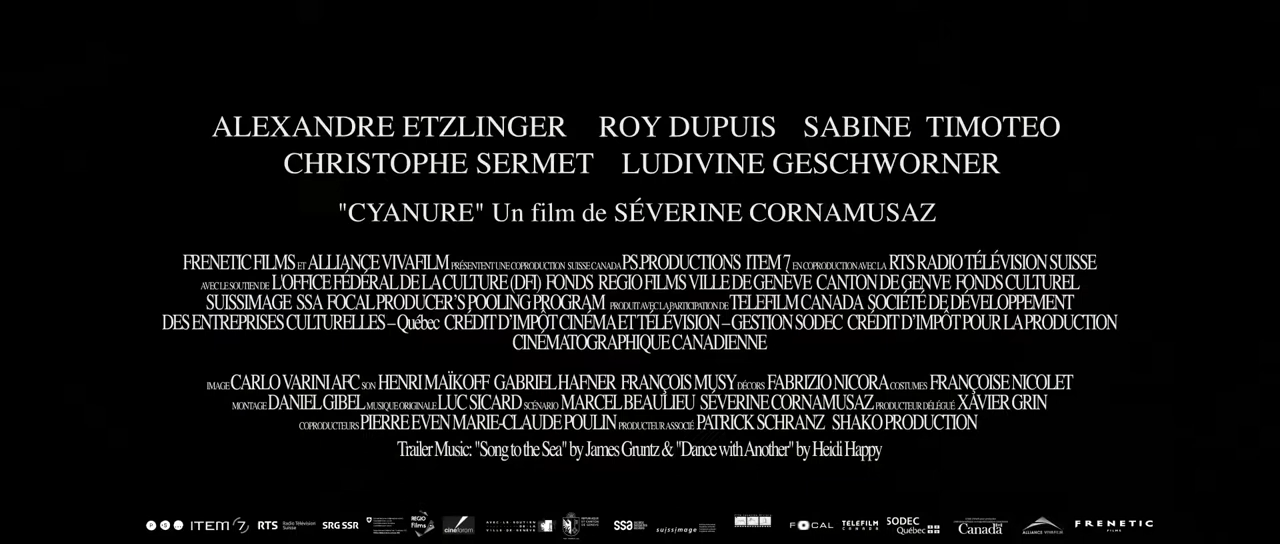 ALEXANDRE ETZLINGER ROY DUPUIS SABINE TIMOTEO
CHRISTOPHE SERMET LUDIVINE GESCHWORNER
"CYANURE" Un film de SÉVERINE CORNAMUSAZ
FRENETIC FILMS ET ALLIANCE VIVAFILM PRÉSENTENT UNE COPRODUCTION SUISSE CANADA P.S.PRODUCTIONS ITEM 7 EN COPRODUCTION AVEC LA RTS RADIO TÉLÉVISION SUISSE
AVEC LE SOUTIEN DE L'OFFICE FÉDÉRAL DE LA CULTURE (DFI) FONDS REGIO FILMS VILLE DE GENÈVE CANTON DE GENVE FONDS CULTUREL
SUISSIMAGE SSA FOCAL PRODUCER'S POOLING PROGRAM PRODUIT AVEC LA PARTICIPATION DE TELEFILM CANADA SOCIÉTÉ DE DÉVELOPPEMENT
DES ENTREPRISES CULTURELLES – Québec CRÉDIT D'IMPÔT CINÉMA ET TÉLÉVISION – GESTION SODEC CRÉDIT D'IMPÔT POUR LA PRODUCTION
CINÉMATOGRAPHIQUE CANADIENNE
IMAGE CARLO VARINI AFC SON HENRI MAÏKOFF GABRIEL HAFNER FRANÇOIS MUSY DÉCORS FABRIZIO NICORA COSTUMES FRANÇOISE NICOLET
MONTAGE DANIEL GIBEL MUSIQUE ORIGINALE LUC SICARD SCÉNARIO MARCEL BEAULIEU SÉVERINE CORNAMUSAZ PRODUCTEUR DÉLÉGUÉ XAVIER GRIN
COPRODUCTEURS PIERRE EVEN MARIE-CLAUDE POULIN PRODUCTEUR ASSOCIÉ PATRICK SCHRANZ SHAKO PRODUCTION
Trailer Music: "Song to the Sea" by James Gruntz & "Dance with Another" by Heidi Happy
ITEM 7 RTS Radio Télévision Suisse SRG SSR REGIO Films cinéforom SSA suissimage FOCAL TELEFILM CANADA SODEC Québec Canada ALLIANCE VIVAFILM FRENETIC FILMS